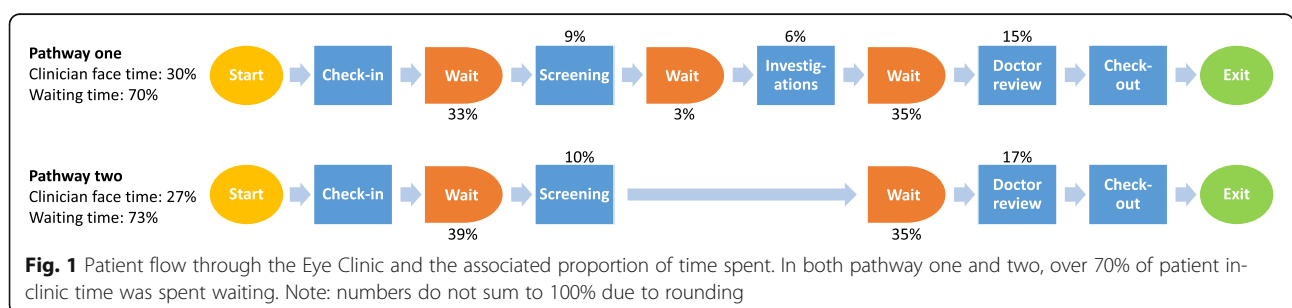 Pathway one
Clinician face time: 30%
Waiting time: 70%
Start
Check-in
Wait
33%
9%
Screening
Wait
3%
6%
Investig-
ations
Wait
35%
15%
Doctor
review
Check-
out
Exit
Pathway two
Clinician face time: 27%
Waiting time: 73%
Start
Check-in
Wait
39%
10%
Screening
Wait
35%
17%
Doctor
review
Check-
out
Exit
Fig. 1 Patient flow through the Eye Clinic and the associated proportion of time spent. In both pathway one and two, over 70% of patient in-
clinic time was spent waiting. Note: numbers do not sum to 100% due to rounding